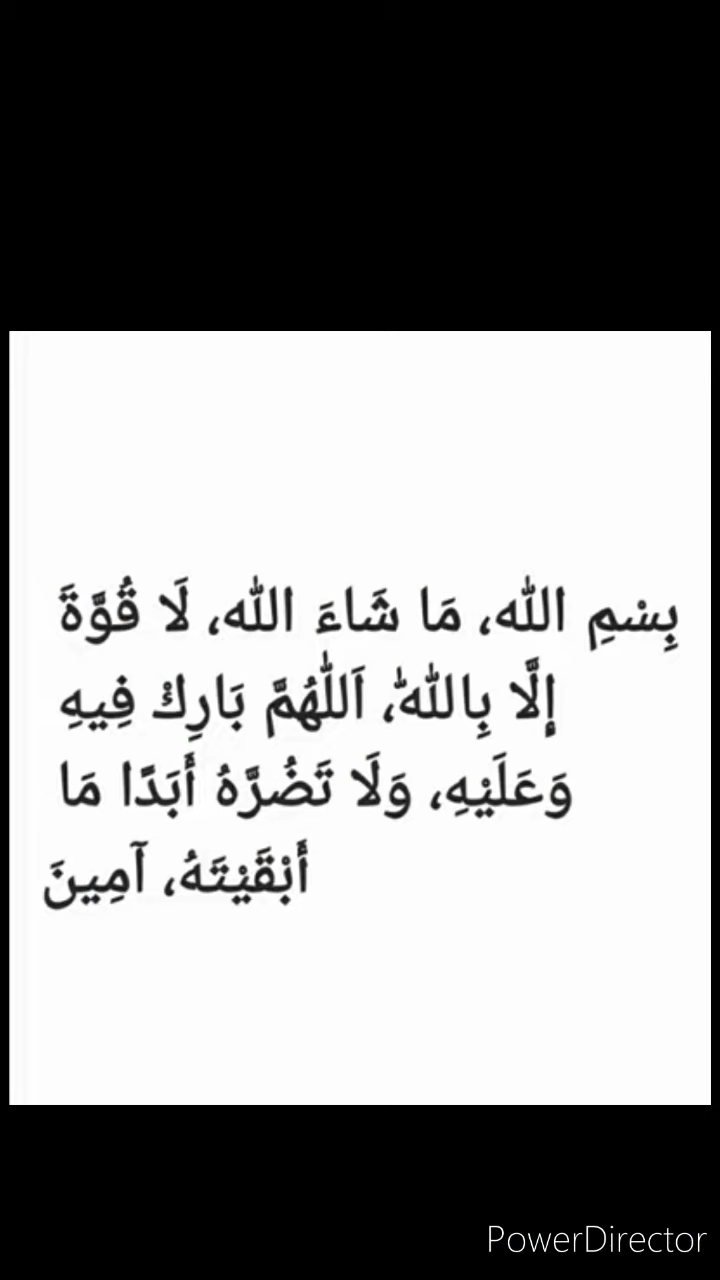 بِسْمِ اللّٰه، مَا شَاءَ اللّٰه، لَا قُوَّةَ
إِلَّا بِاللّٰهُ، اَللّٰهُمَّ بَارِكْ فِيهِ
وَعَلَيْهِ، وَلَا تَضُرَّهُ أَبَدًا مَا
أَبْقَيْتَهُ، آمِينَ
PowerDirector